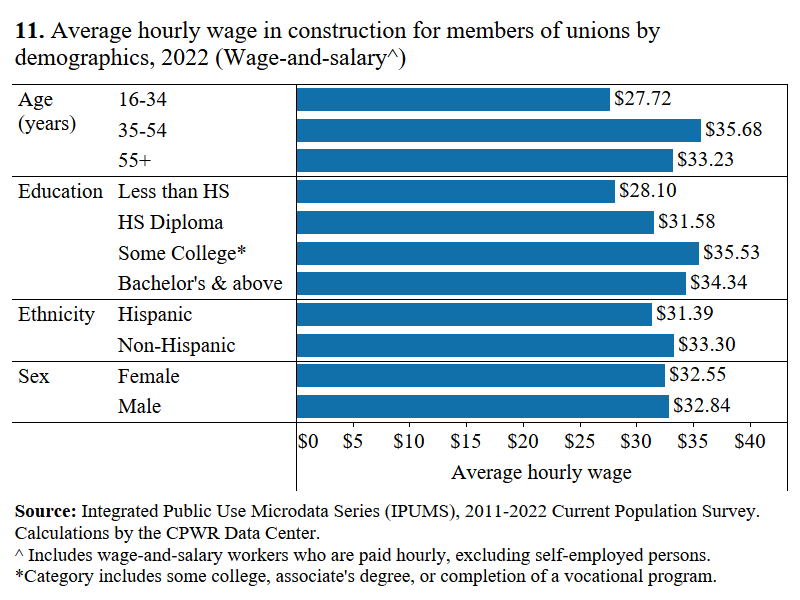 11. Average hourly wage in construction for members of unions by
demographics, 2022 (Wage-and-salary^)
Age 16-34 $27.72
(years) 35-54 $35.68
55+ $33.23
Education Less than HS $28.10
HS Diploma $31.58
Some College* $35.53
Bachelor's & above $34.34
Ethnicity Hispanic $31.39
Non-Hispanic $33.30
Sex Female $32.55
Male $32.84
$0 $5 $10 $15 $20 $25 $30 $35 $40
Average hourly wage
Source: Integrated Public Use Microdata Series (IPUMS), 2011-2022 Current Population Survey.
Calculations by the CPWR Data Center.
^ Includes wage-and-salary workers who are paid hourly, excluding self-employed persons.
*Category includes some college, associate's degree, or completion of a vocational program.